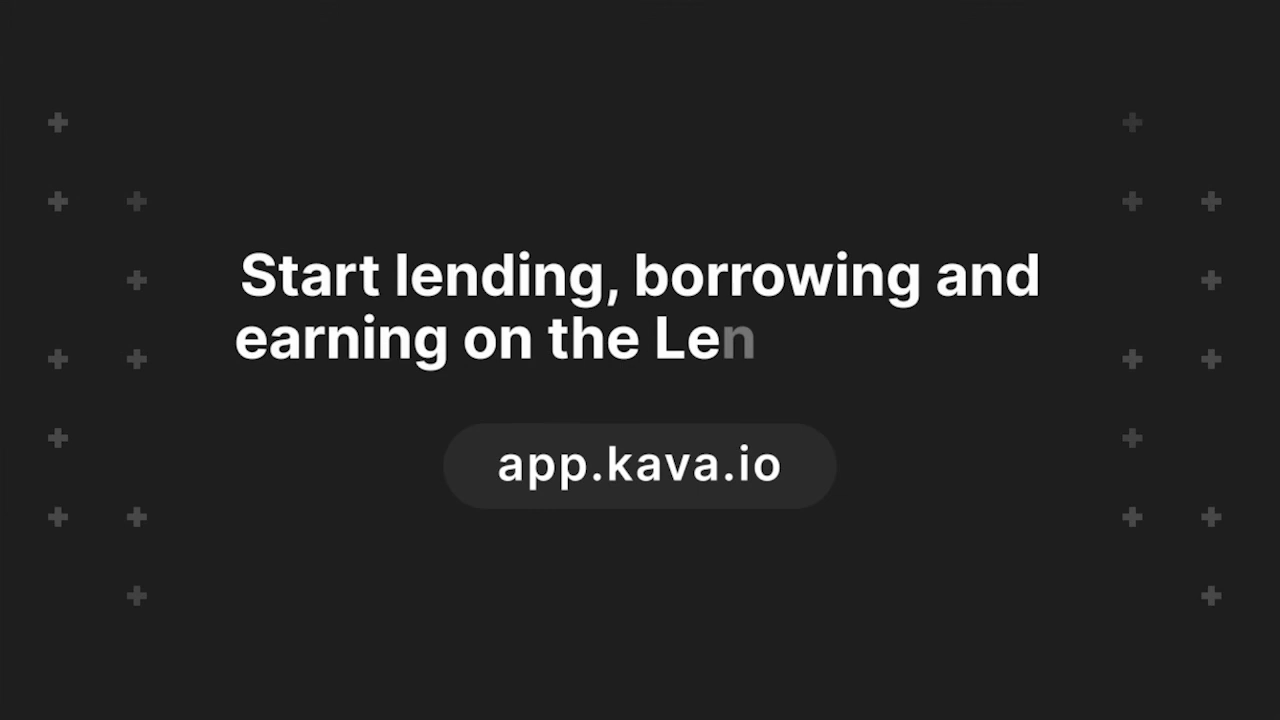 Start lending, borrowing and
earning on the Len
app.kava.io